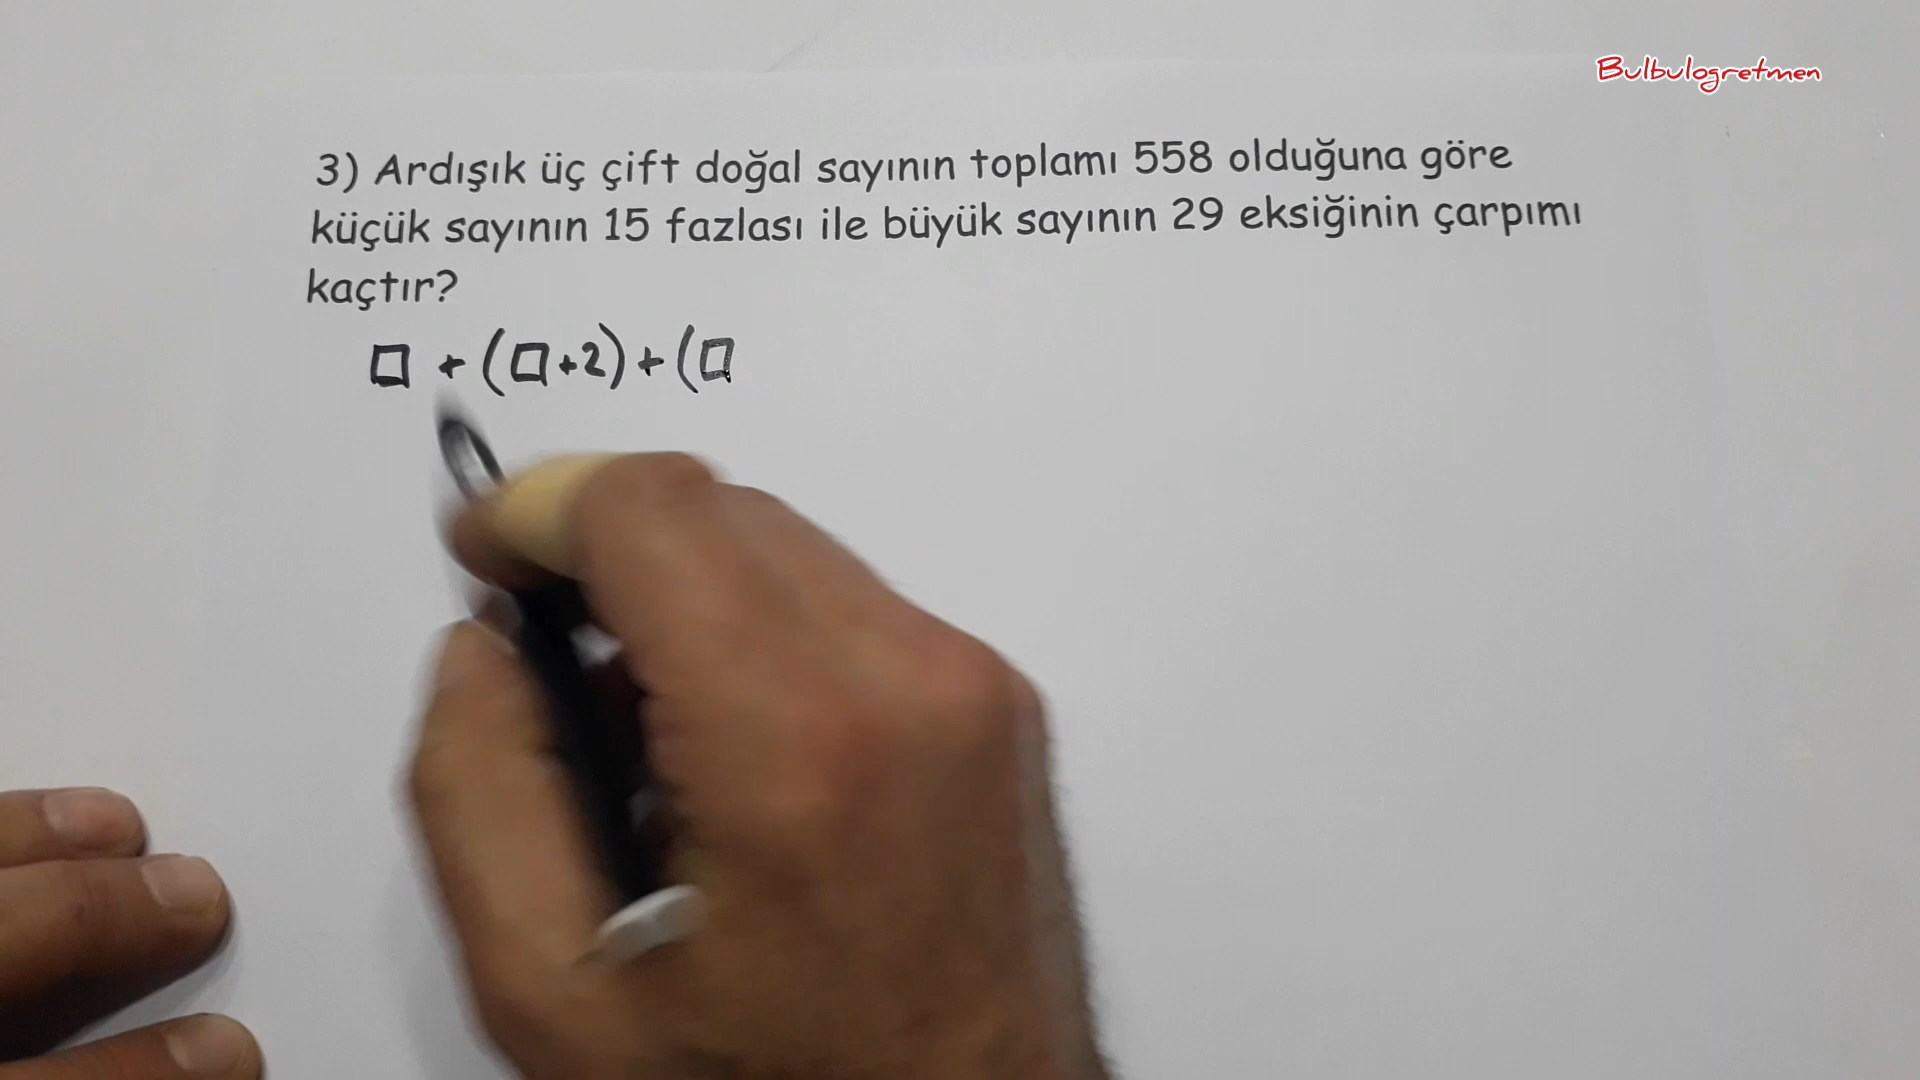 Bulbulogretmen
3) Ardışık üç çift doğal sayının toplamı 558 olduğuna göre
küçük sayının 15 fazlası ile büyük sayının 29 eksiğinin çarpımı
kaçtır?
□ + (□+2) + (□